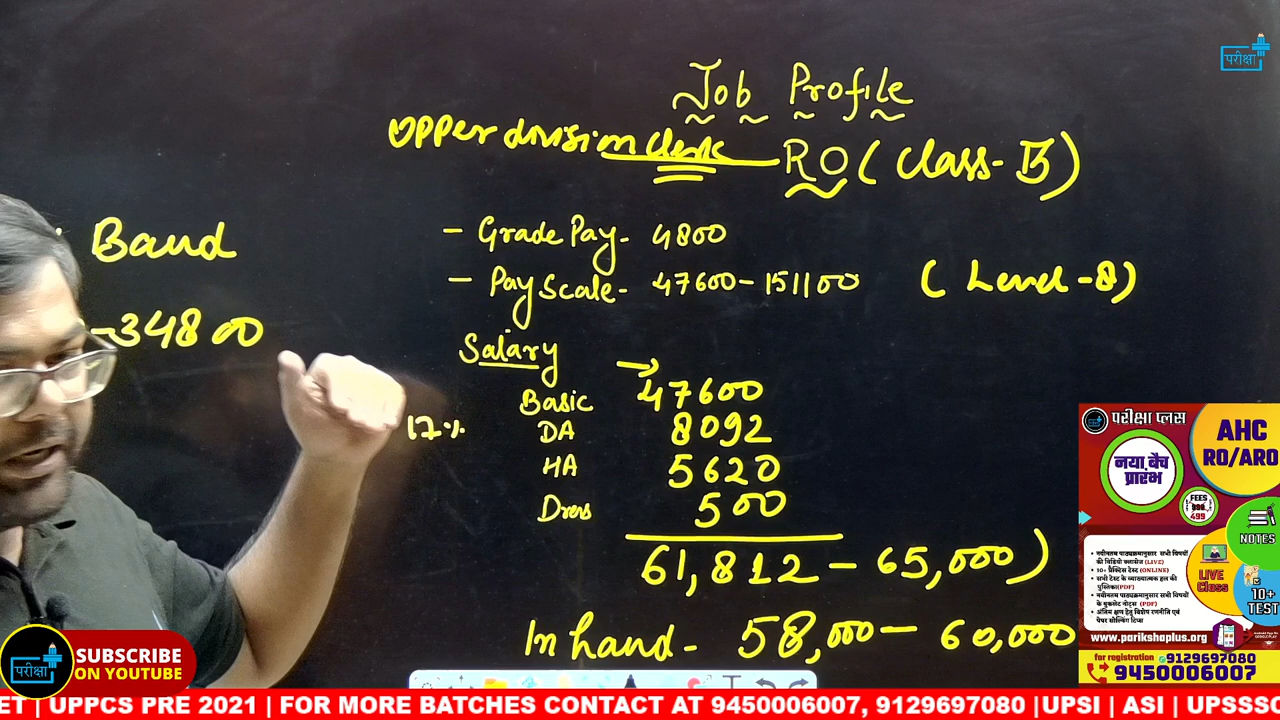 परीक्षा
Job Profile
Upper division Clerk — RO (Class-B)
Band
-34800
- Grade Pay- 4800
- Pay Scale- 47600-151100 (Level-8)
Salary →
Basic 47600
17% DA 8092
HA 5620
Dress 500
61,812 - 65,000)
In hand- 58,000- 60,000
परीक्षा प्लस
AHC
RO/ARO
नया बैच
प्रारंभ
FEES
499
NOTES
LIVE
Class
10+
TEST
www.parikshaplus.org
for registration 9129697080
9450006007
परीक्षा
SUBSCRIBE
ON YOUTUBE
ET | UPPCS PRE 2021 | FOR MORE BATCHES CONTACT AT 9450006007, 9129697080 |UPSI | ASI | UPSSSC